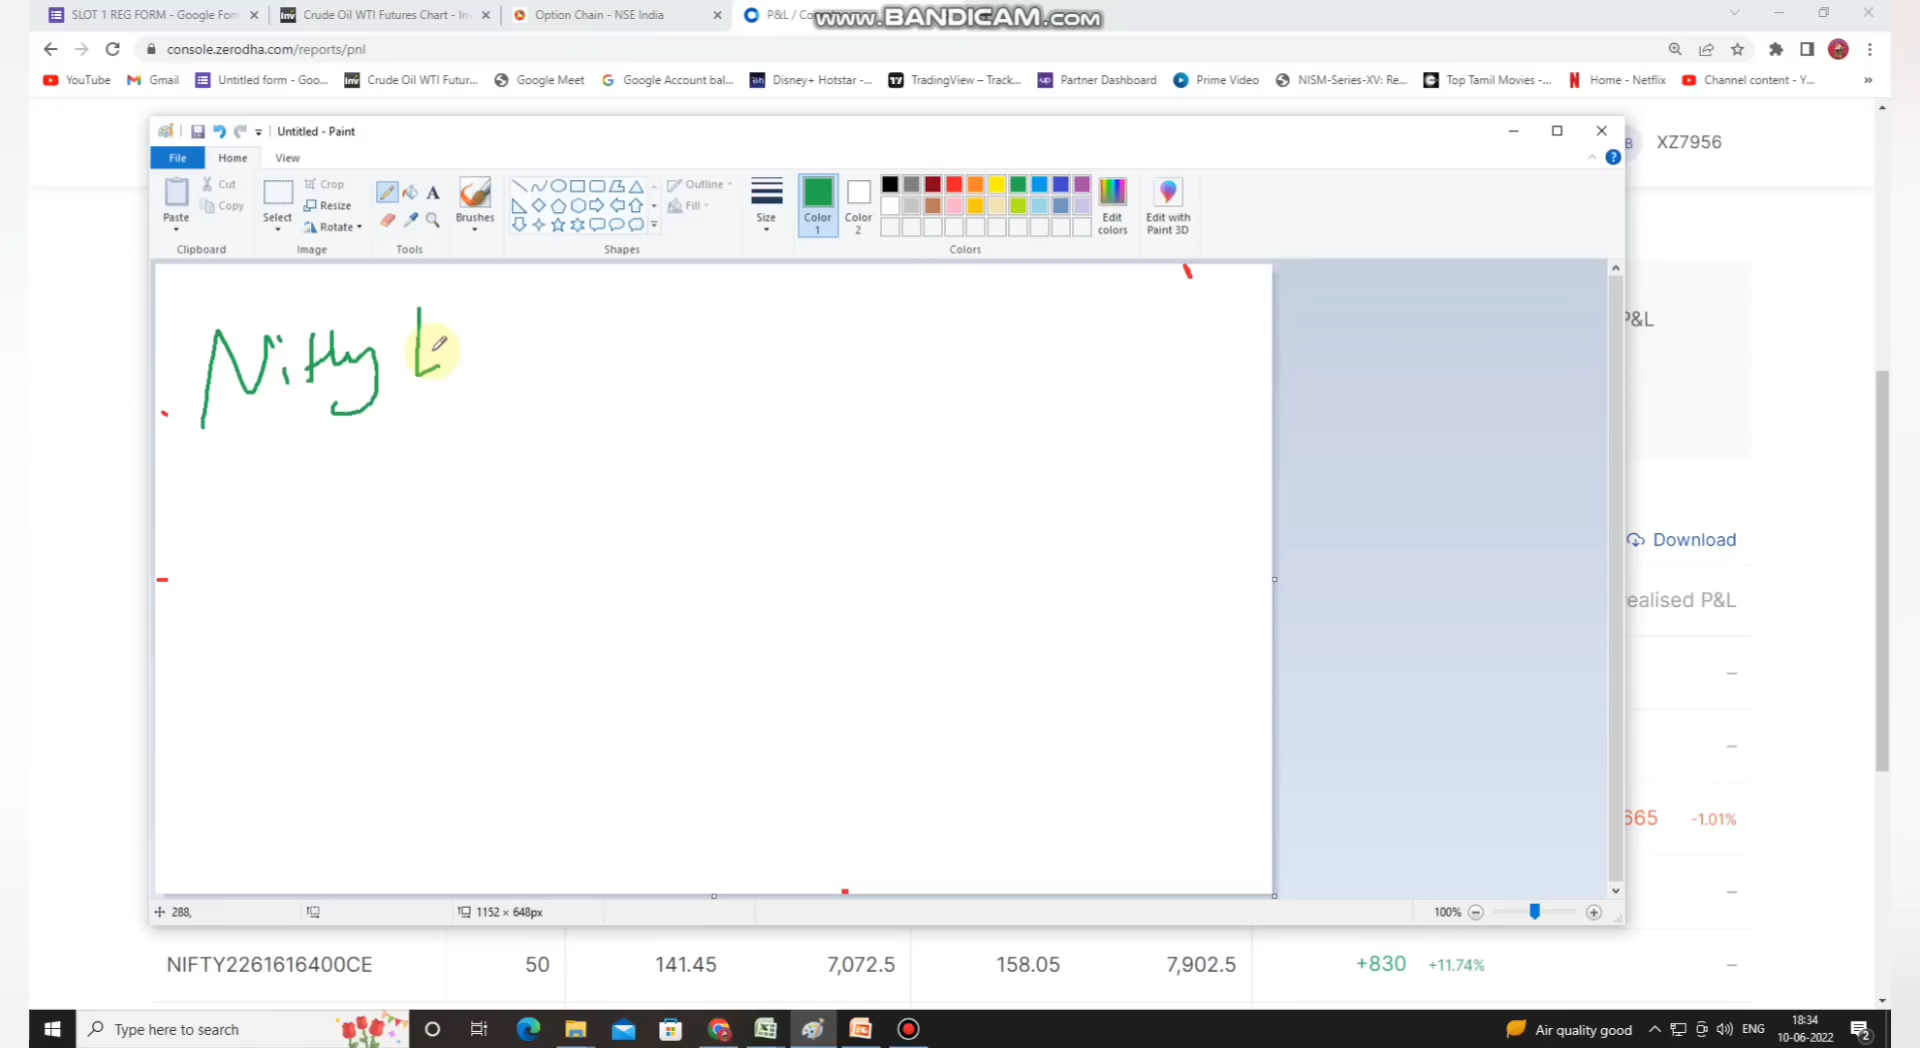 SLOT 1 REG FORM - Google Form
Crude Oil WTI Futures Chart - Inv
Option Chain - NSE India
P&L / Co
www.BANDICAM.com
console.zerodha.com/reports/pnl
YouTube
Gmail
Untitled form - Goo...
Crude Oil WTI Futur...
Google Meet
Google Account bal...
Disney+ Hotstar -...
TradingView – Track...
Partner Dashboard
Prime Video
NISM-Series-XV: Re...
Top Tamil Movies -...
Home - Netflix
Channel content - Y...
Untitled - Paint
B XZ7956
File Home View
Cut
Copy
Paste
Crop
Resize
Rotate
Select
Brushes
Outline
Fill
Size
Color 1
Color 2
Edit colors
Edit with Paint 3D
Clipboard Image Tools Shapes Colors
Nifty L
P&L
Download
realised P&L
665 -1.01%
288,
1152 × 648px
100%
NIFTY2261616400CE 50 141.45 7,072.5 158.05 7,902.5 +830 +11.74% –
Type here to search
Air quality good
ENG
18:34
10-06-2022
2